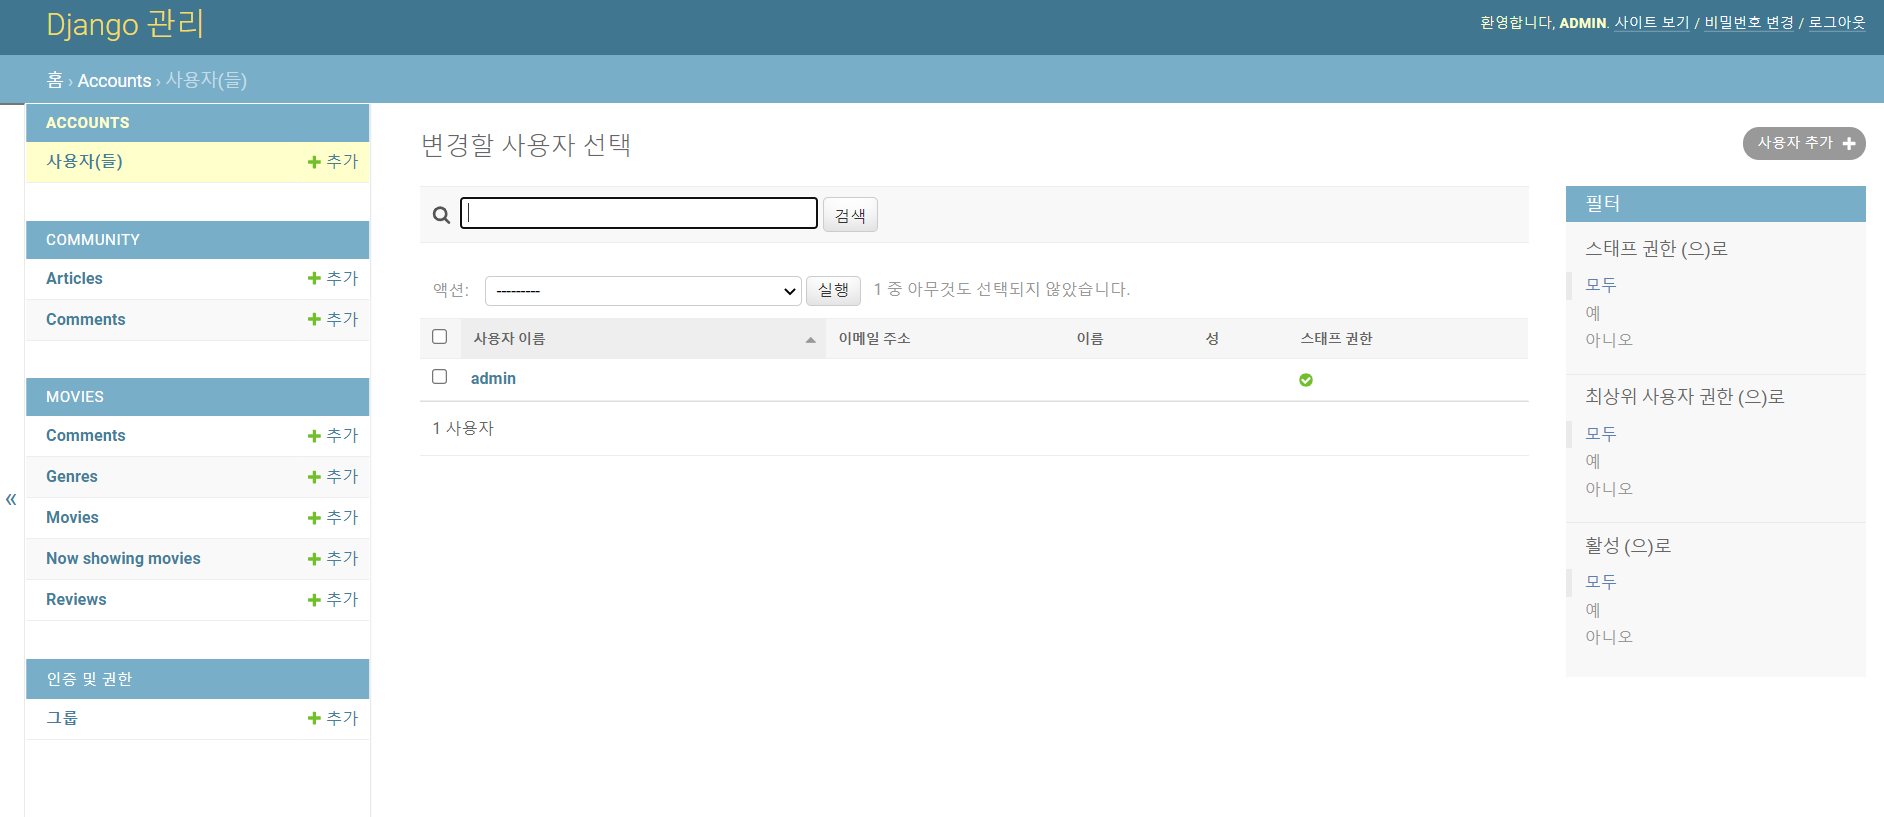 Django 관리
환영합니다, ADMIN. 사이트 보기 / 비밀번호 변경 / 로그아웃
홈 › Accounts › 사용자(들)
«
ACCOUNTS
사용자(들) 추가
COMMUNITY
Articles 추가
Comments 추가
MOVIES
Comments 추가
Genres 추가
Movies 추가
Now showing movies 추가
Reviews 추가
인증 및 권한
그룹 추가
변경할 사용자 선택
사용자 추가
검색
액션: --------- 실행 1 중 아무것도 선택되지 않았습니다.
사용자 이름 이메일 주소 이름 성 스태프 권한
admin
1 사용자
필터
스태프 권한 (으)로
모두
예
아니오
최상위 사용자 권한 (으)로
모두
예
아니오
활성 (으)로
모두
예
아니오